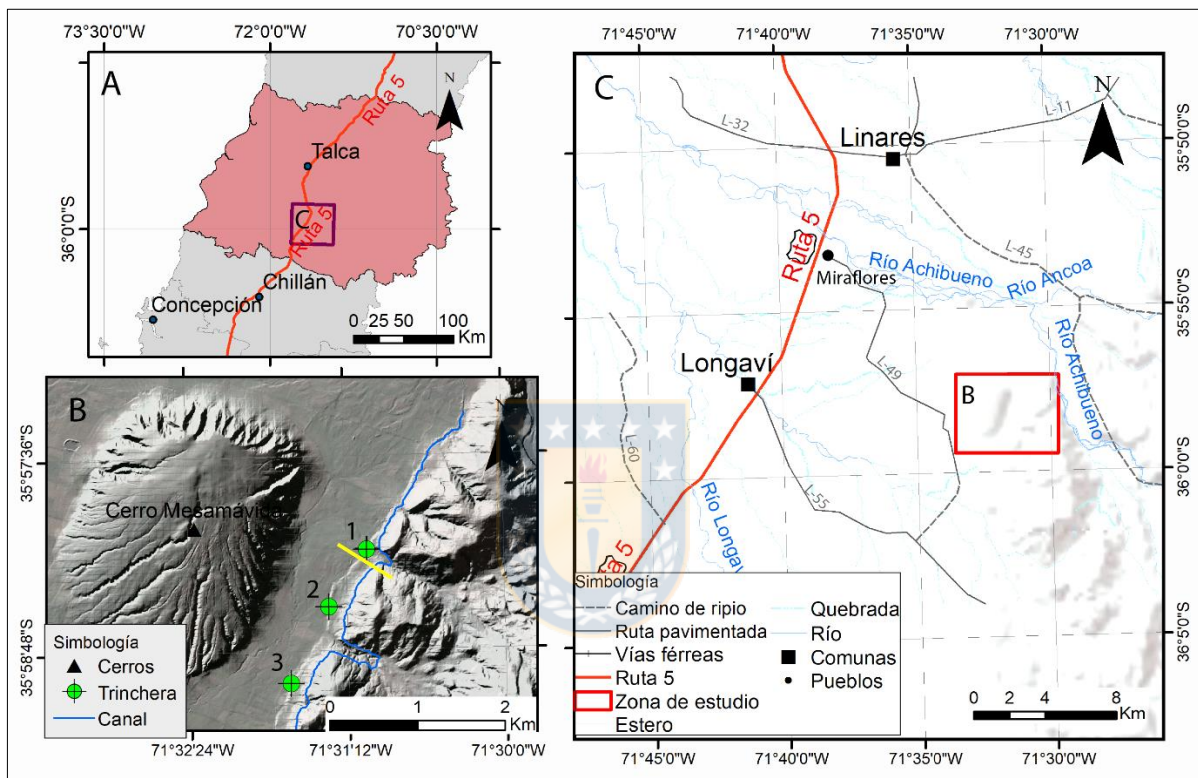 73°30'0"W
72°0'0"W
70°30'0"W
A
N
Ruta 5
Talca
C
Ruta 5
36°0'0"S
Chillán
Concepción
0 25 50 100
Km
B
35°57'36"S
35°58'48"S
1
2
3
Simbología
Cerros
Trinchera
Canal
0 1 2
Km
71°32'24"W
71°31'12"W
71°30'0"W
71°45'0"W
71°40'0"W
71°35'0"W
71°30'0"W
C
N
L-32
L-11
Linares
35°50'0"S
Ruta 5
L-45
Miraflores
Río Achibueno
Río Ancoa
35°55'0"S
Longaví
L-49
B
Río Achibueno
L-60
36°0'0"S
Río Longav
L-55
a 5
36°5'0"S
Simbología
Camino de ripio
Ruta pavimentada
Vías férreas
Ruta 5
Zona de estudio
Estero
Quebrada
Río
Comunas
Pueblos
0 2 4 8
Km
71°45'0"W
71°40'0"W
71°35'0"W
71°30'0"W